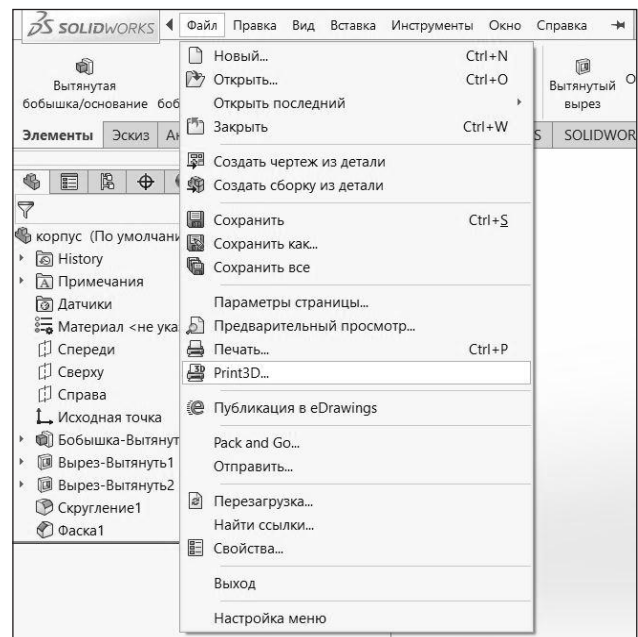 SOLIDWORKS Файл Правка Вид Вставка Инструменты Окно Справка
Вытянутая
бобышка/основание боб
Вытянутый О
вырез
Элементы Эскиз Ан
S SOLIDWOR
Новый... Ctrl+N
Открыть... Ctrl+O
Открыть последний
Закрыть Ctrl+W
Создать чертеж из детали
Создать сборку из детали
Сохранить Ctrl+S
Сохранить как...
Сохранить все
Параметры страницы...
Предварительный просмотр...
Печать... Ctrl+P
Print3D...
Публикация в eDrawings
Pack and Go...
Отправить...
Перезагрузка...
Найти ссылки...
Свойства...
Выход
Настройка меню
корпус (По умолчани
History
Примечания
Датчики
Материал <не ука
Спереди
Сверху
Справа
Исходная точка
Бобышка-Вытянут
Вырез-Вытянуть1
Вырез-Вытянуть2
Скругление1
Фаска1